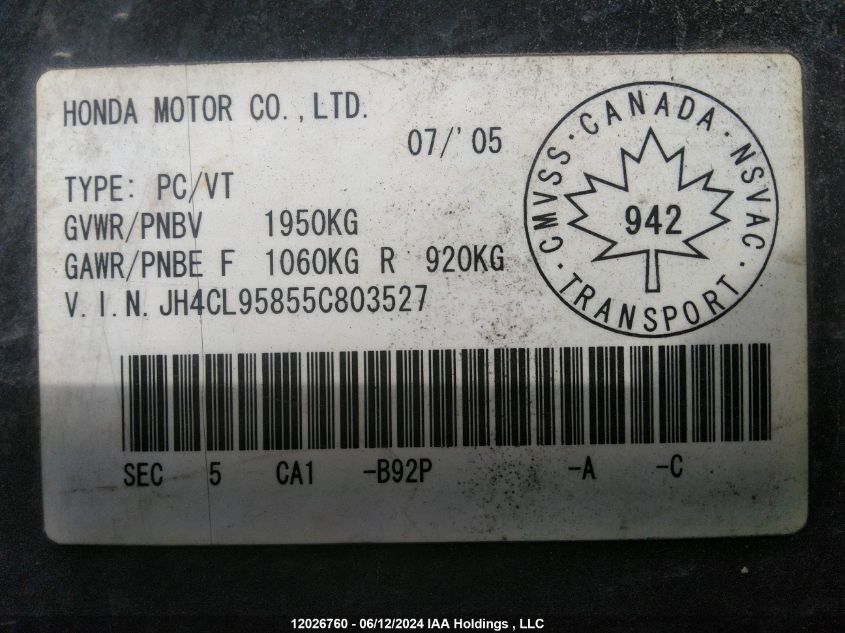 HONDA MOTOR CO.,LTD.
07/'05
TYPE: PC/VT
GVWR/PNBV 1950KG
GAWR/PNBE F 1060KG R 920KG
V.I.N. JH4CL95855C803527
CMVSS · CANADA · NSVAC · TRANSPORT ·
942
SEC 5 CA1 -B92P -A -C
12026760 - 06/12/2024 IAA Holdings , LLC